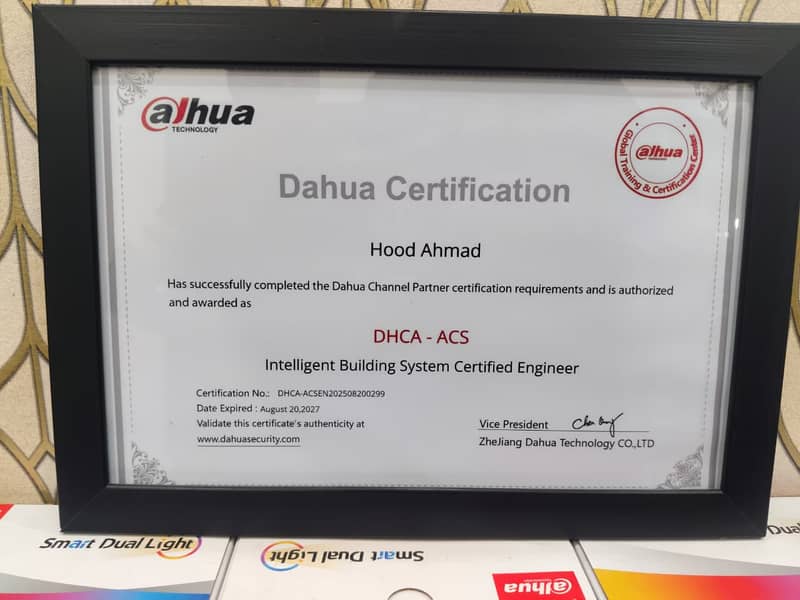 alhua
TECHNOLOGY
alhua
Global Training & Certification Center
Dahua Certification
Hood Ahmad
Has successfully completed the Dahua Channel Partner certification requirements and is authorized
and awarded as
DHCA - ACS
Intelligent Building System Certified Engineer
Certification No.: DHCA-ACSEN202508200299
Date Expired : August 20,2027
Validate this certificate's authenticity at
www.dahuasecurity.com
Vice President
ZheJiang Dahua Technology CO.,LTD
Smart Dual Light
Smart Dual Light
alhua
Dual